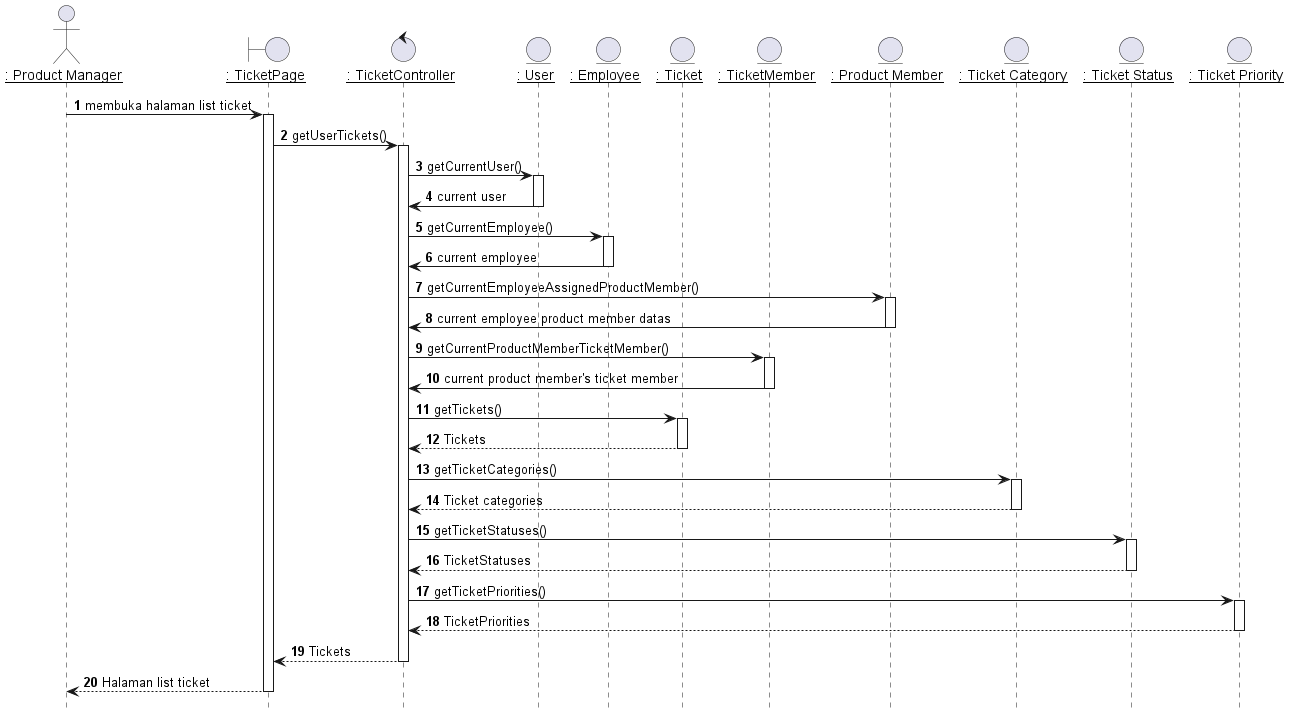 : Product Manager
: TicketPage
: TicketController
: User
: Employee
: Ticket
: TicketMember
: Product Member
: Ticket Category
: Ticket Status
: Ticket Priority
1 membuka halaman list ticket
2 getUserTickets()
3 getCurrentUser()
4 current user
5 getCurrentEmployee()
6 current employee
7 getCurrentEmployeeAssignedProductMember()
8 current employee product member datas
9 getCurrentProductMemberTicketMember()
10 current product member's ticket member
11 getTickets()
12 Tickets
13 getTicketCategories()
14 Ticket categories
15 getTicketStatuses()
16 TicketStatuses
17 getTicketPriorities()
18 TicketPriorities
19 Tickets
20 Halaman list ticket